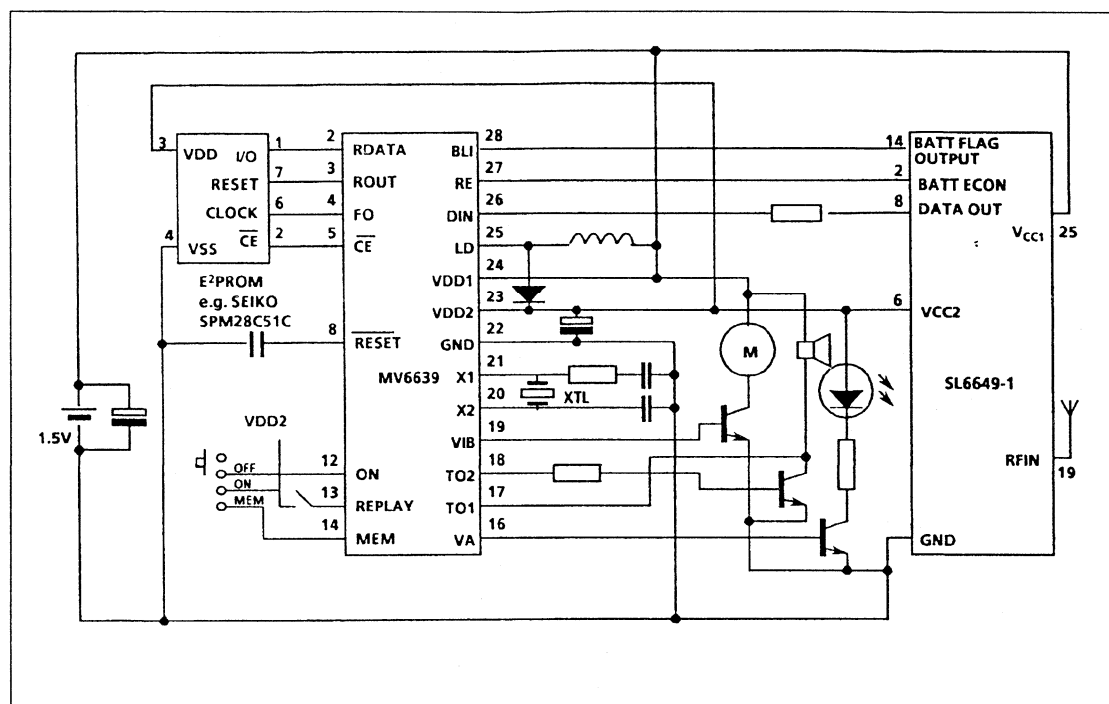 28
3 VDD I/O 1 2 RDATA BLI 14 BATT FLAG
OUTPUT
27
RESET 7 3 ROUT RE 2 BATT ECON
26
CLOCK 6 4 FO DIN 8 DATA OUT
25
4 VSS CE 2 5 CE LD VCC1 25
24
E²PROM VDD1
e.g. SEIKO 23
SPM28C51C VDD2 6 VCC2
22
8 RESET GND
21 M
MV6639 X1 SL6649-1
20 XTL
X2
1.5V VDD2 19
VIB RFIN
18 19
OFF 12 ON TO2
ON 13 17
MEM REPLAY TO1
14 16
MEM VA GND